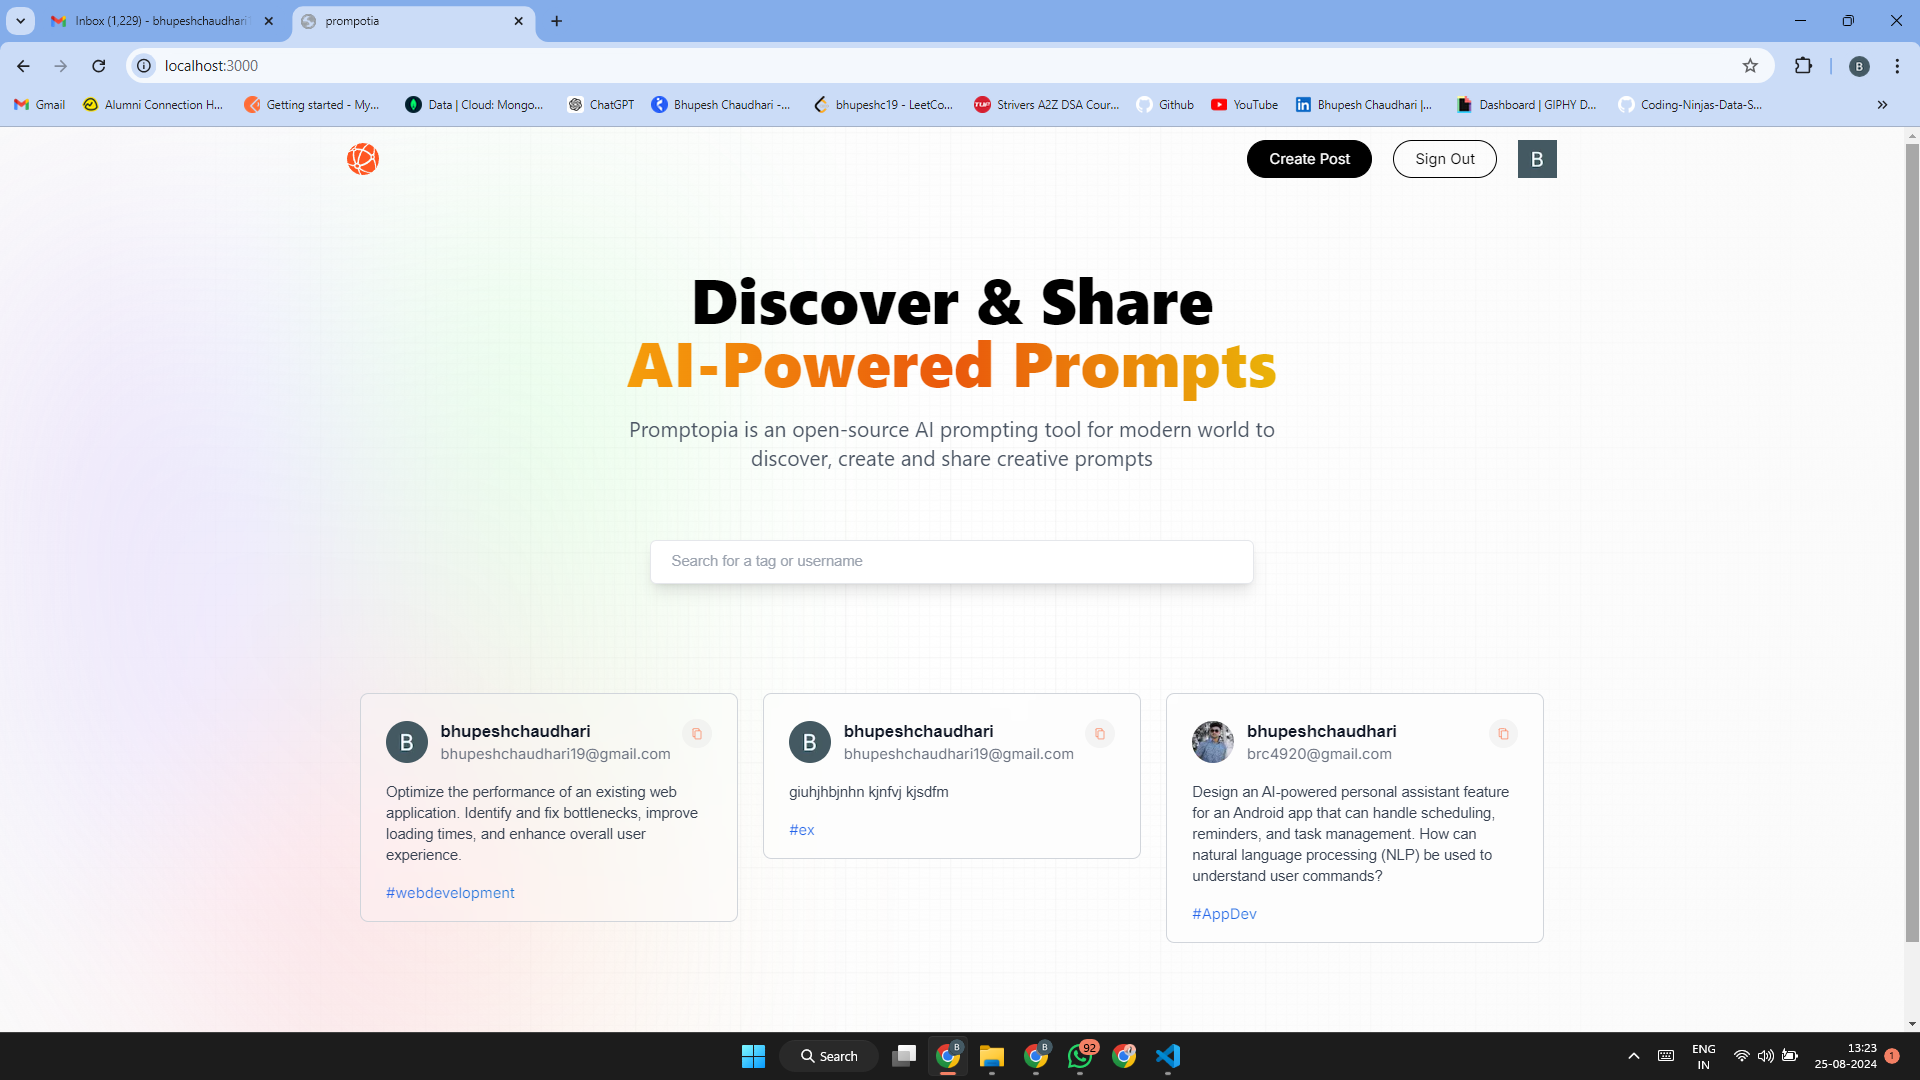 Inbox (1,229) - bhupeshchaudhari1
prompotia
localhost:3000
B
Gmail
Alumni Connection H...
Getting started - My...
Data | Cloud: Mongo...
ChatGPT
Bhupesh Chaudhari -...
bhupeshc19 - LeetCo...
TUF
Strivers A2Z DSA Cour...
Github
YouTube
Bhupesh Chaudhari |...
Dashboard | GIPHY D...
Coding-Ninjas-Data-S...
Create Post
Sign Out
B
Discover & Share
AI-Powered Prompts
Promptopia is an open-source AI prompting tool for modern world to
discover, create and share creative prompts
Search for a tag or username
B
bhupeshchaudhari
bhupeshchaudhari19@gmail.com
Optimize the performance of an existing web
application. Identify and fix bottlenecks, improve
loading times, and enhance overall user
experience.
#webdevelopment
B
bhupeshchaudhari
bhupeshchaudhari19@gmail.com
giuhjhbjnhn kjnfvj kjsdfm
#ex
bhupeshchaudhari
brc4920@gmail.com
Design an AI-powered personal assistant feature
for an Android app that can handle scheduling,
reminders, and task management. How can
natural language processing (NLP) be used to
understand user commands?
#AppDev
Search
B
B
92
ENG
IN
13:23
25-08-2024
1